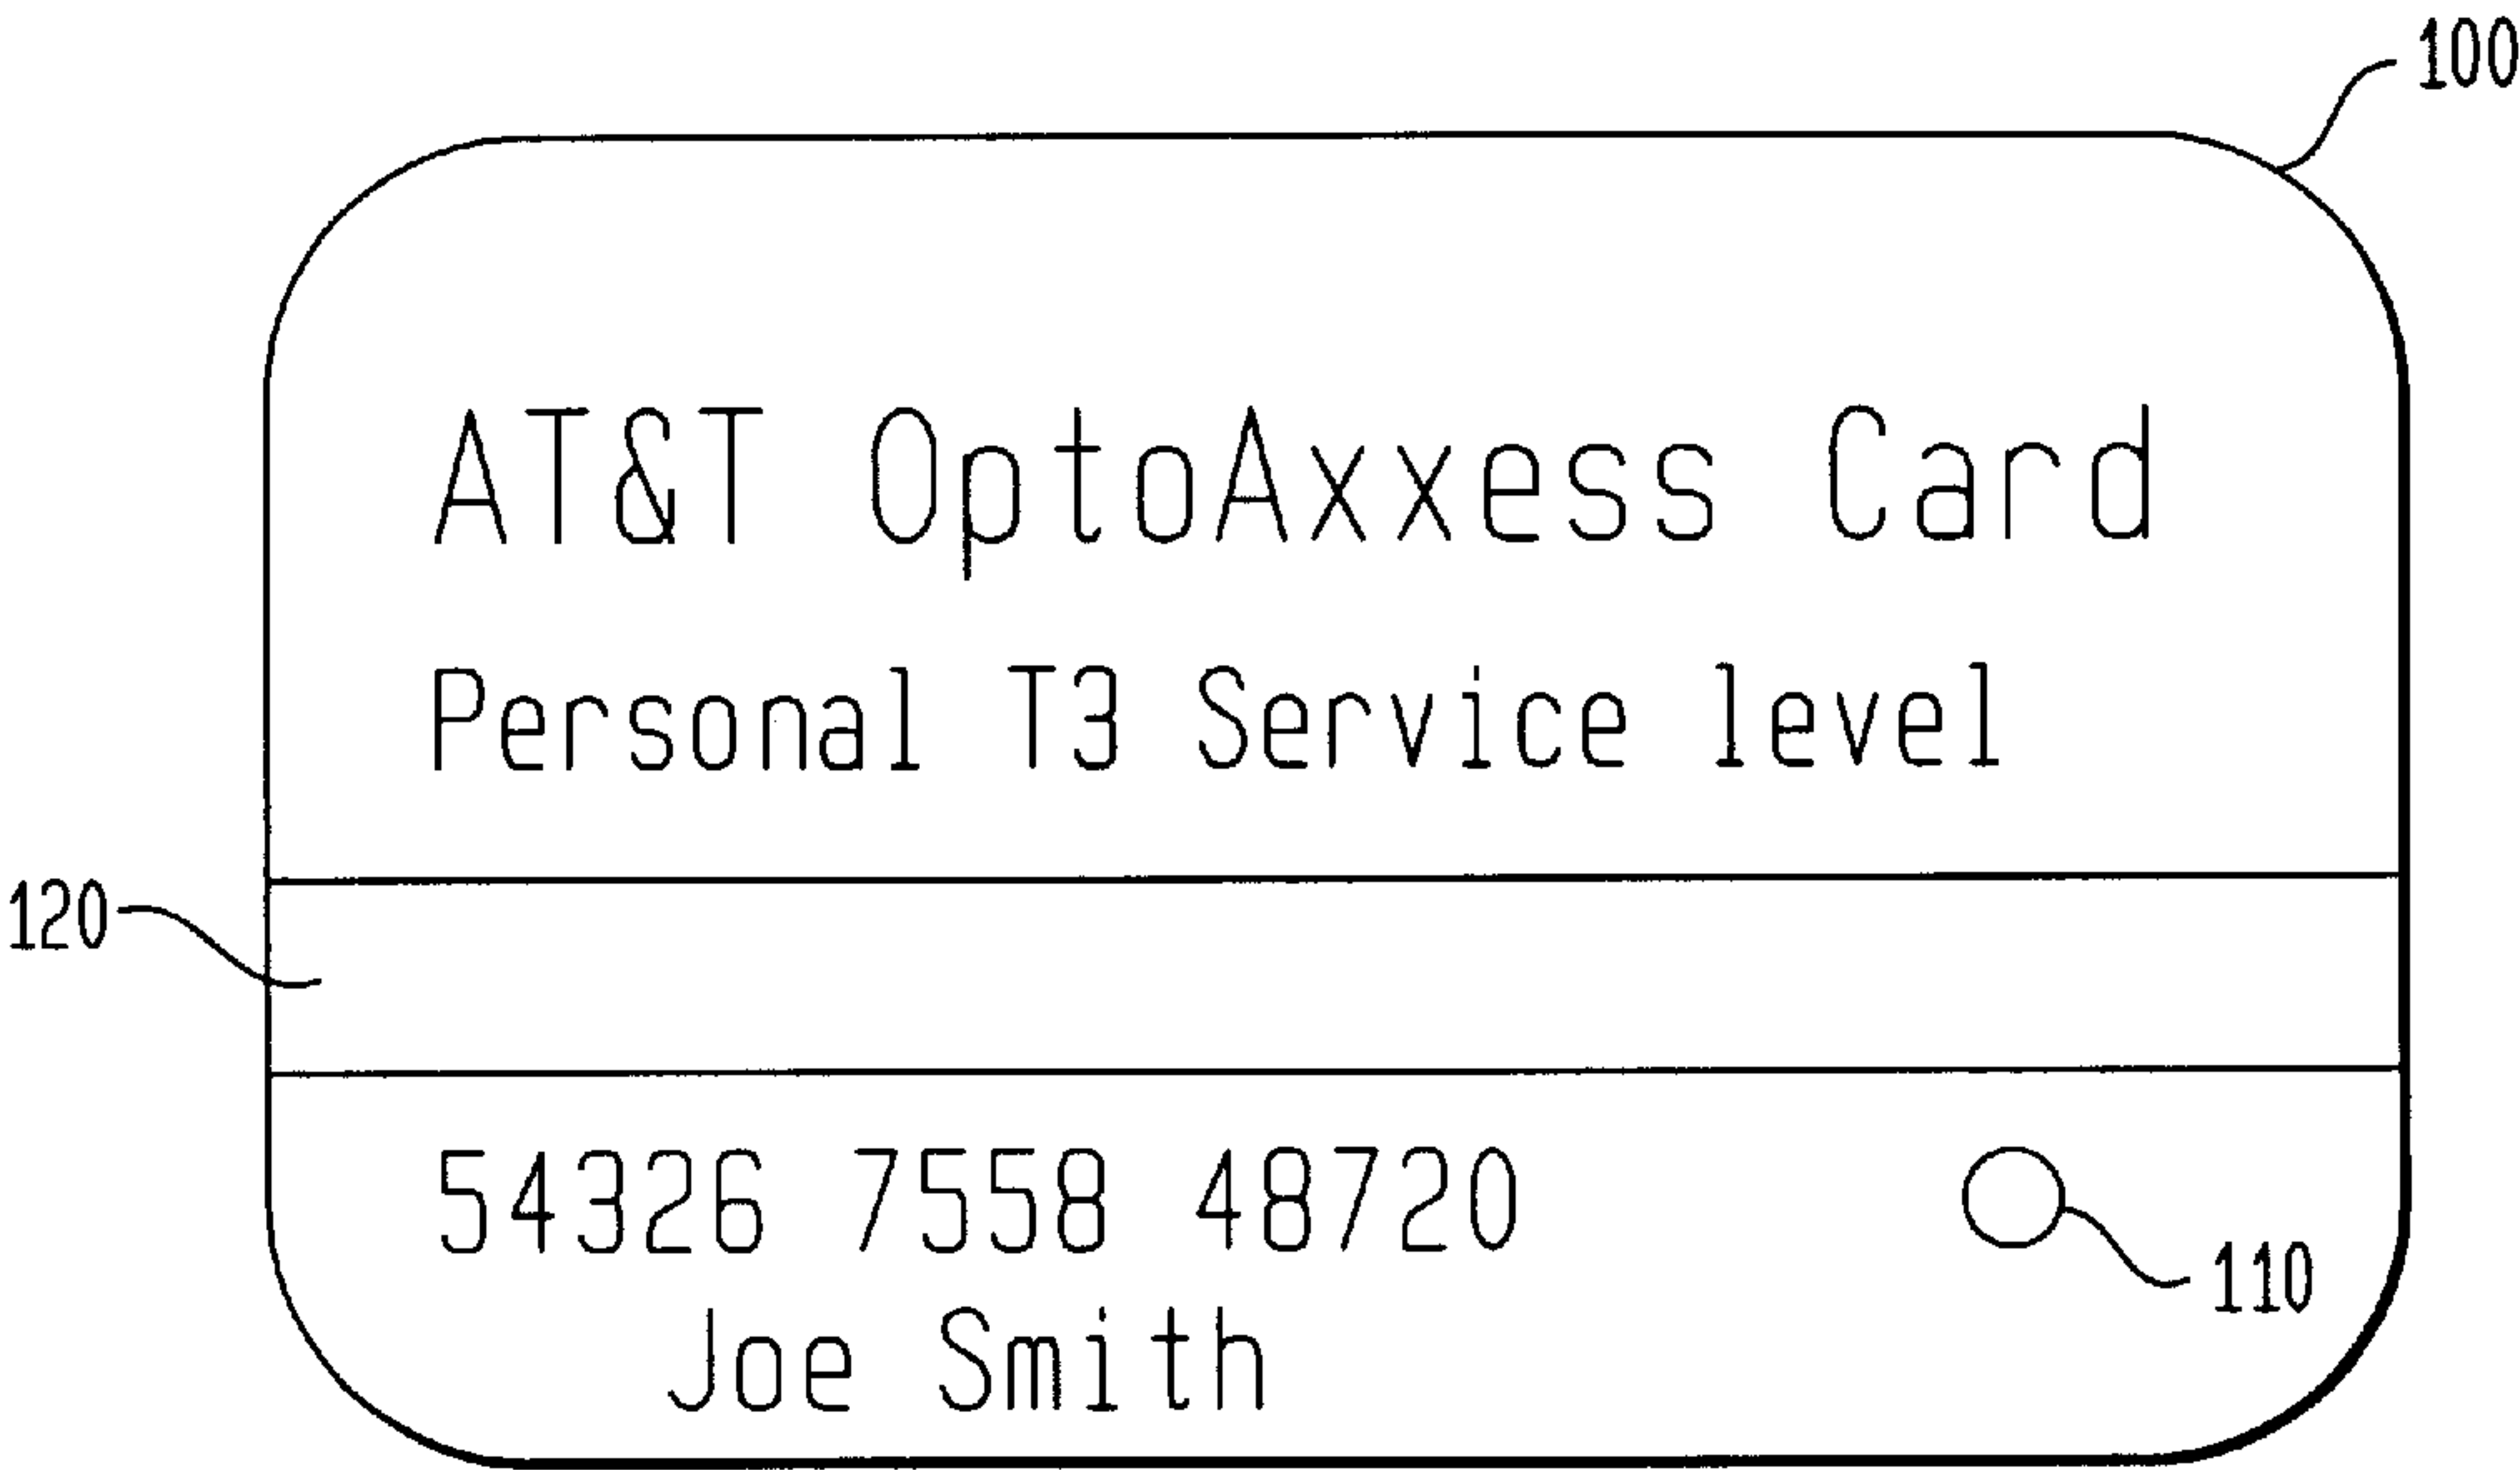 100
AT&T OptoAxxess Card
Personal T3 Service level
120
54326 7558 48720
110
Joe Smith